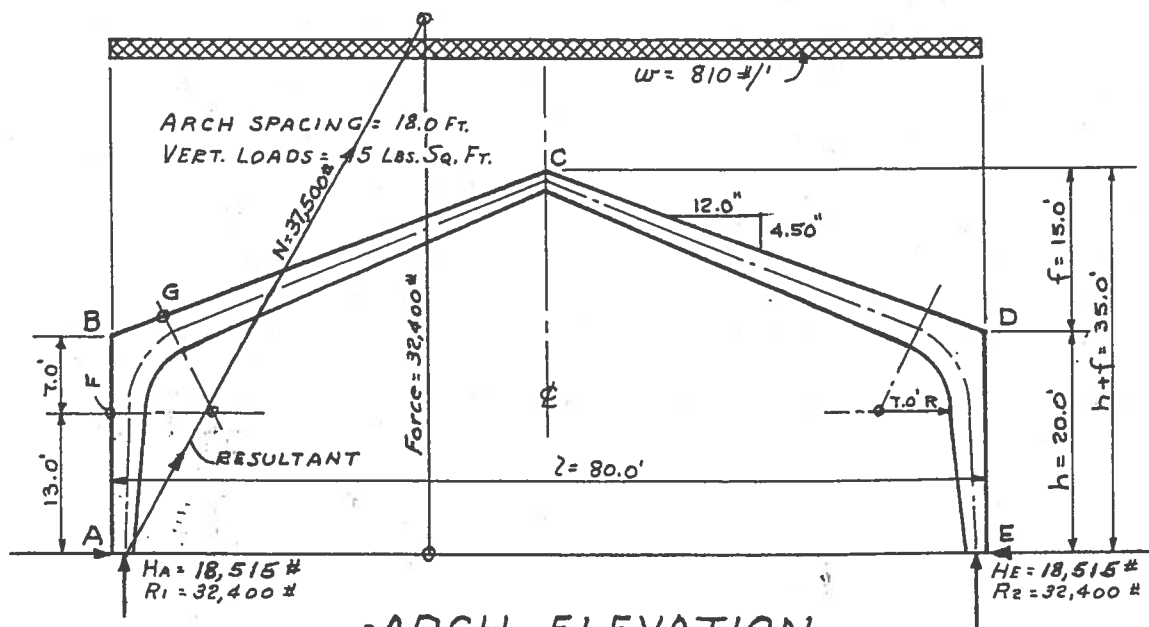 w = 810 #/'
ARCH SPACING = 18.0 FT.
VERT. LOADS = 45 LBS. SQ. FT.
C
12.0"
4.50"
N = 37,500#
Force = 32,400#
f = 15.0'
h + f = 35.0'
G
B
D
7.0'
F
℄
7.0' R
h = 20.0'
RESULTANT
l = 80.0'
13.0'
A
E
HA = 18,515 #
R1 = 32,400 #
HE = 18,515 #
R2 = 32,400 #
ARCH ELEVATION